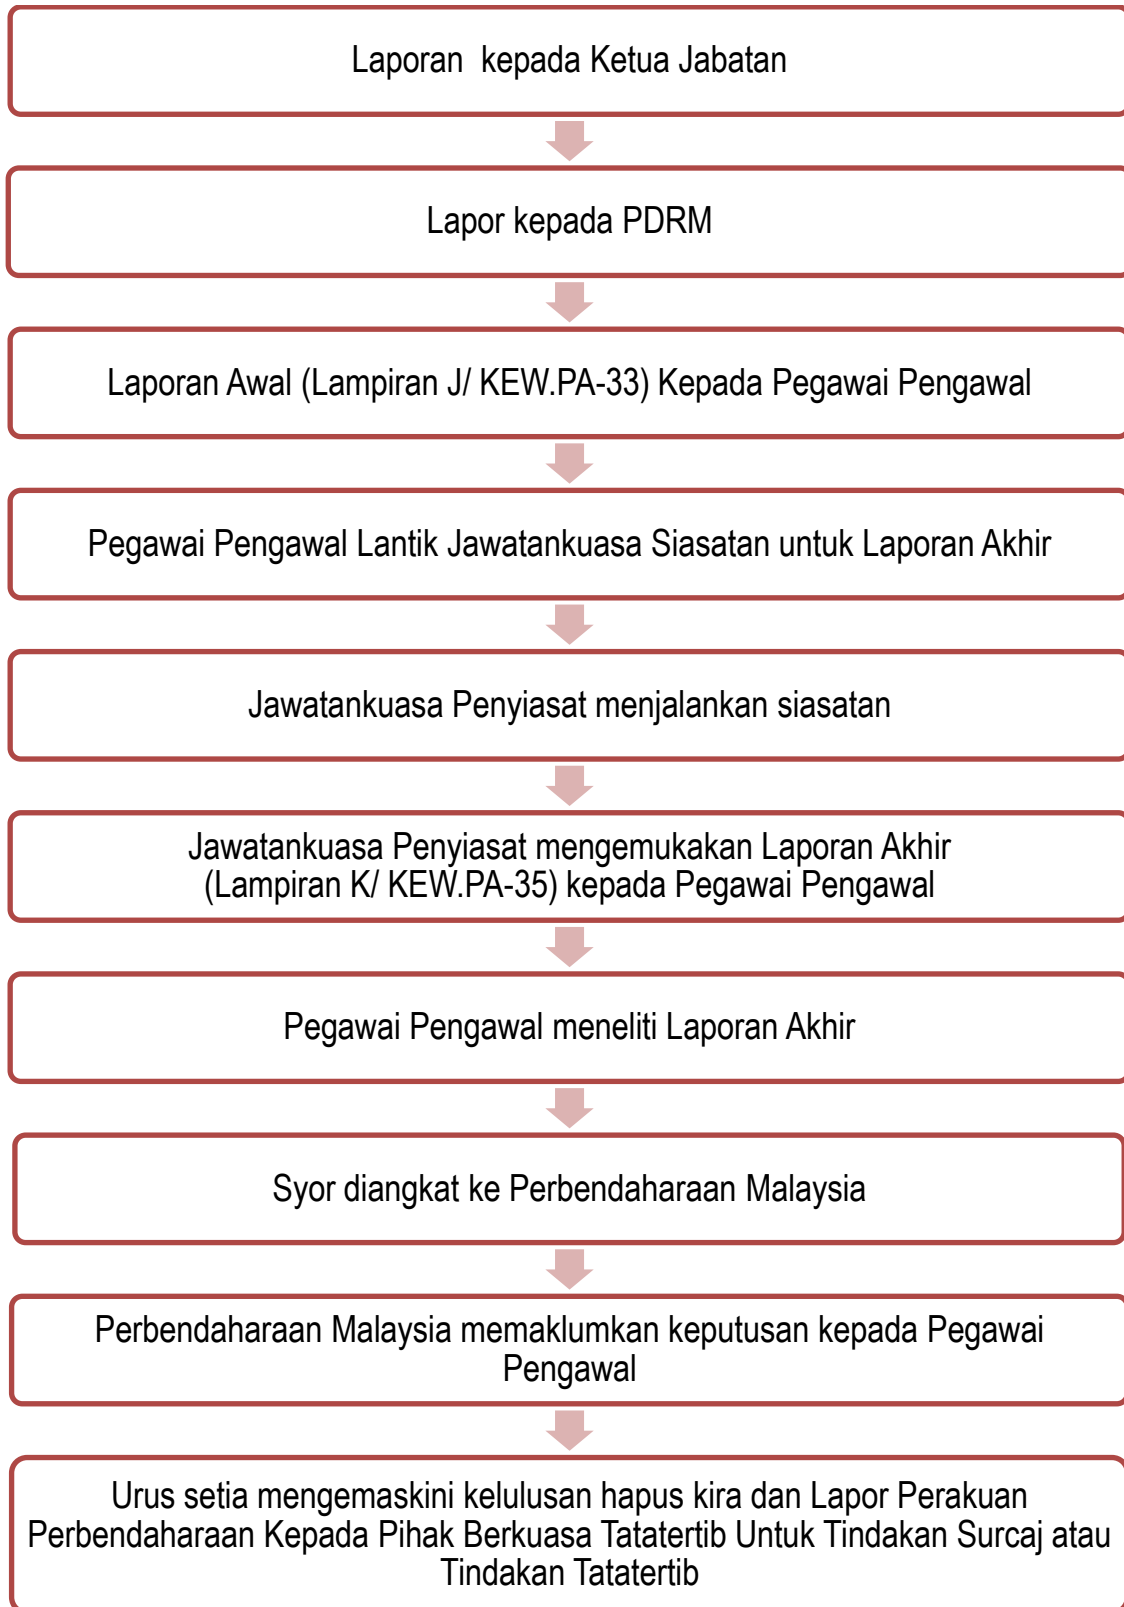 Laporan kepada Ketua Jabatan
Lapor kepada PDRM
Laporan Awal (Lampiran J/ KEW.PA-33) Kepada Pegawai Pengawal
Pegawai Pengawal Lantik Jawatankuasa Siasatan untuk Laporan Akhir
Jawatankuasa Penyiasat menjalankan siasatan
Jawatankuasa Penyiasat mengemukakan Laporan Akhir
(Lampiran K/ KEW.PA-35) kepada Pegawai Pengawal
Pegawai Pengawal meneliti Laporan Akhir
Syor diangkat ke Perbendaharaan Malaysia
Perbendaharaan Malaysia memaklumkan keputusan kepada Pegawai
Pengawal
Urus setia mengemaskini kelulusan hapus kira dan Lapor Perakuan
Perbendaharaan Kepada Pihak Berkuasa Tatatertib Untuk Tindakan Surcaj atau
Tindakan Tatatertib